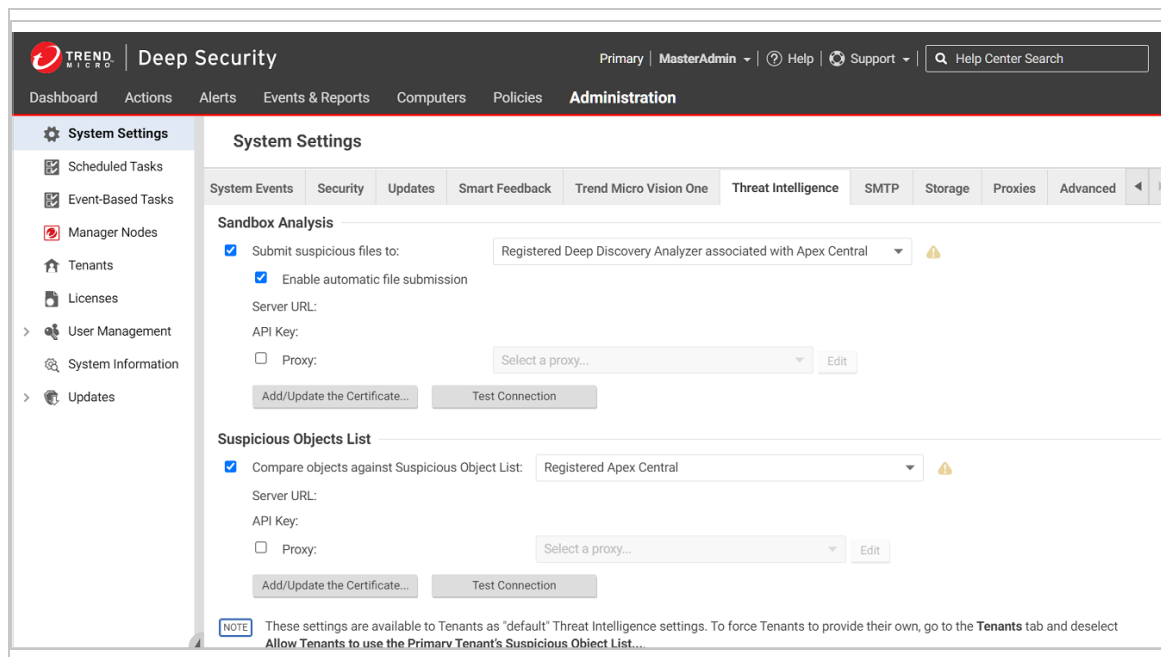 TREND MICRO | Deep Security
Primary | MasterAdmin | Help | Support | Help Center Search
Dashboard Actions Alerts Events & Reports Computers Policies Administration
System Settings
Scheduled Tasks
Event-Based Tasks
Manager Nodes
Tenants
Licenses
User Management
System Information
Updates
System Settings
System Events Security Updates Smart Feedback Trend Micro Vision One Threat Intelligence SMTP Storage Proxies Advanced
Sandbox Analysis
Submit suspicious files to: Registered Deep Discovery Analyzer associated with Apex Central
Enable automatic file submission
Server URL:
API Key:
Proxy: Select a proxy... Edit
Add/Update the Certificate... Test Connection
Suspicious Objects List
Compare objects against Suspicious Object List: Registered Apex Central
Server URL:
API Key:
Proxy: Select a proxy... Edit
Add/Update the Certificate... Test Connection
NOTE These settings are available to Tenants as "default" Threat Intelligence settings. To force Tenants to provide their own, go to the Tenants tab and deselect
Allow Tenants to use the Primary Tenant's Suspicious Object List....